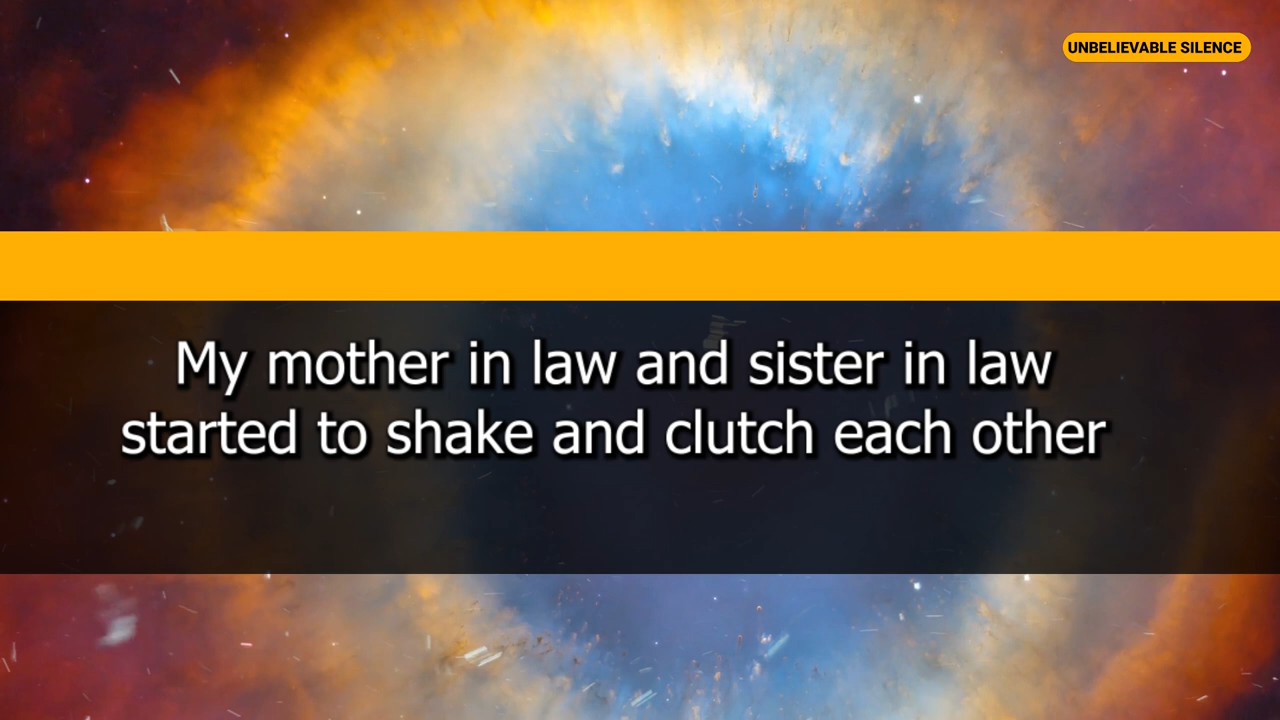 UNBELIEVABLE SILENCE
My mother in law and sister in law
started to shake and clutch each other